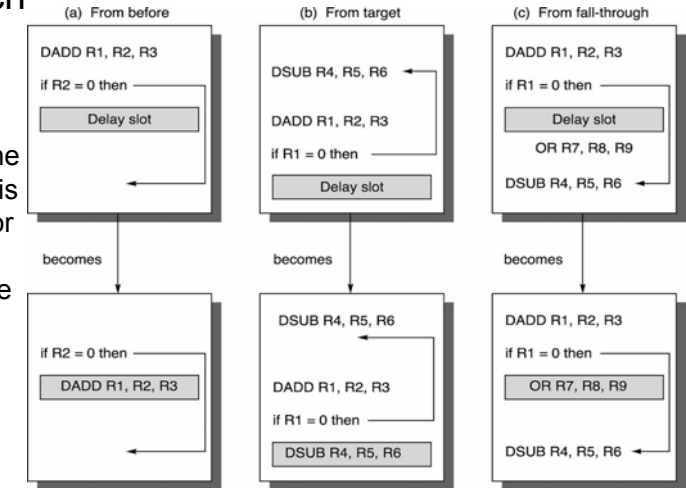 (a) From before
DADD R1, R2, R3
if R2 = 0 then
Delay slot
becomes
if R2 = 0 then
DADD R1, R2, R3
(b) From target
DSUB R4, R5, R6
DADD R1, R2, R3
if R1 = 0 then
Delay slot
becomes
DSUB R4, R5, R6
DADD R1, R2, R3
if R1 = 0 then
DSUB R4, R5, R6
(c) From fall-through
DADD R1, R2, R3
if R1 = 0 then
Delay slot
OR R7, R8, R9
DSUB R4, R5, R6
becomes
DADD R1, R2, R3
if R1 = 0 then
OR R7, R8, R9
DSUB R4, R5, R6